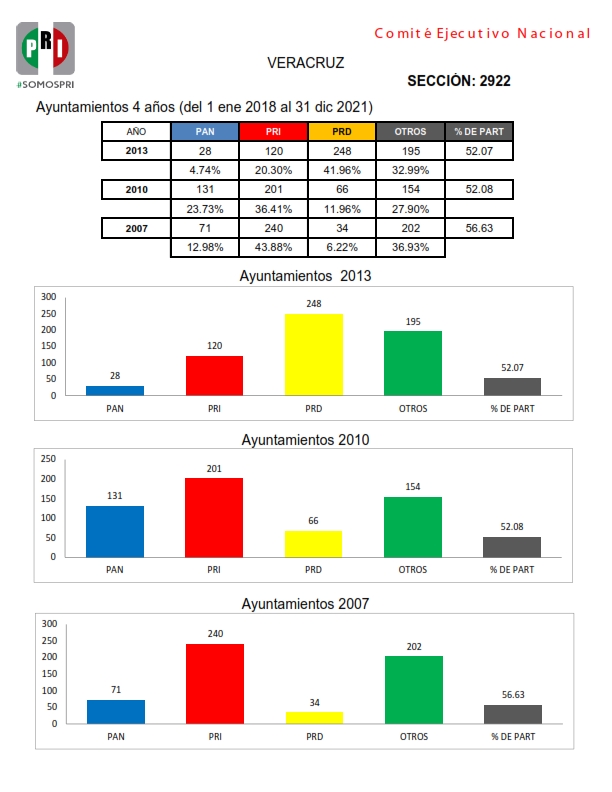 Comité Ejecutivo Nacional
PRI
#SOMOSPRI
VERACRUZ
SECCIÓN: 2922
Ayuntamientos 4 años (del 1 ene 2018 al 31 dic 2021)
AÑO PAN PRI PRD OTROS % DE PART
2013 28 120 248 195 52.07
4.74% 20.30% 41.96% 32.99%
2010 131 201 66 154 52.08
23.73% 36.41% 11.96% 27.90%
2007 71 240 34 202 56.63
12.98% 43.88% 6.22% 36.93%
Ayuntamientos 2013
300
250
200
150
100
50
0
28
120
248
195
52.07
PAN PRI PRD OTROS % DE PART
Ayuntamientos 2010
250
200
150
100
50
0
131
201
66
154
52.08
PAN PRI PRD OTROS % DE PART
Ayuntamientos 2007
300
250
200
150
100
50
0
71
240
34
202
56.63
PAN PRI PRD OTROS % DE PART